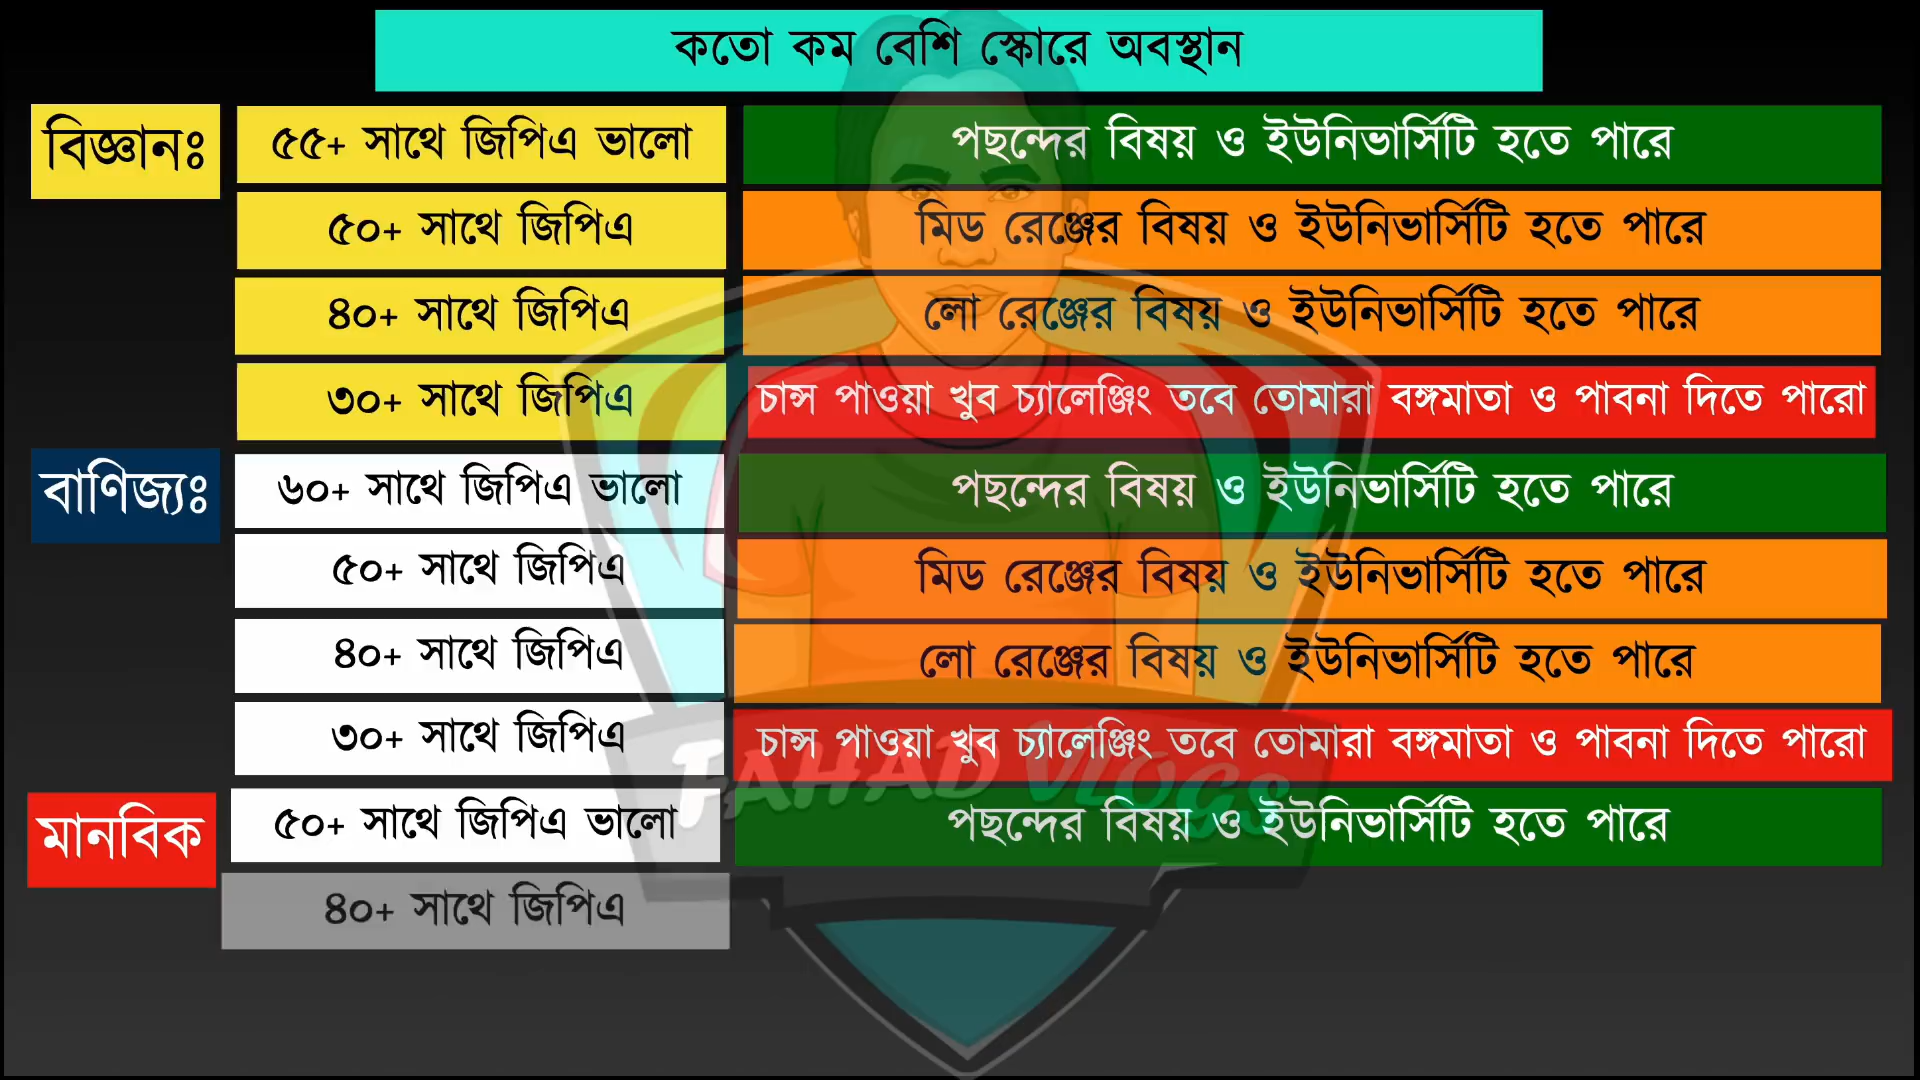 কতো কম বেশি স্কোরে অবস্থান
বিজ্ঞানঃ
৫৫+ সাথে জিপিএ ভালো
পছন্দের বিষয় ও ইউনিভার্সিটি হতে পারে
৫০+ সাথে জিপিএ
মিড রেঞ্জের বিষয় ও ইউনিভার্সিটি হতে পারে
৪০+ সাথে জিপিএ
লো রেঞ্জের বিষয় ও ইউনিভার্সিটি হতে পারে
৩০+ সাথে জিপিএ
চান্স পাওয়া খুব চ্যালেঞ্জিং তবে তোমারা বঙ্গমাতা ও পাবনা দিতে পারো
বাণিজ্যঃ
৬০+ সাথে জিপিএ ভালো
পছন্দের বিষয় ও ইউনিভার্সিটি হতে পারে
৫০+ সাথে জিপিএ
মিড রেঞ্জের বিষয় ও ইউনিভার্সিটি হতে পারে
৪০+ সাথে জিপিএ
লো রেঞ্জের বিষয় ও ইউনিভার্সিটি হতে পারে
৩০+ সাথে জিপিএ
চান্স পাওয়া খুব চ্যালেঞ্জিং তবে তোমারা বঙ্গমাতা ও পাবনা দিতে পারো
FAHAD VLOGS
মানবিক
৫০+ সাথে জিপিএ ভালো
পছন্দের বিষয় ও ইউনিভার্সিটি হতে পারে
৪০+ সাথে জিপিএ